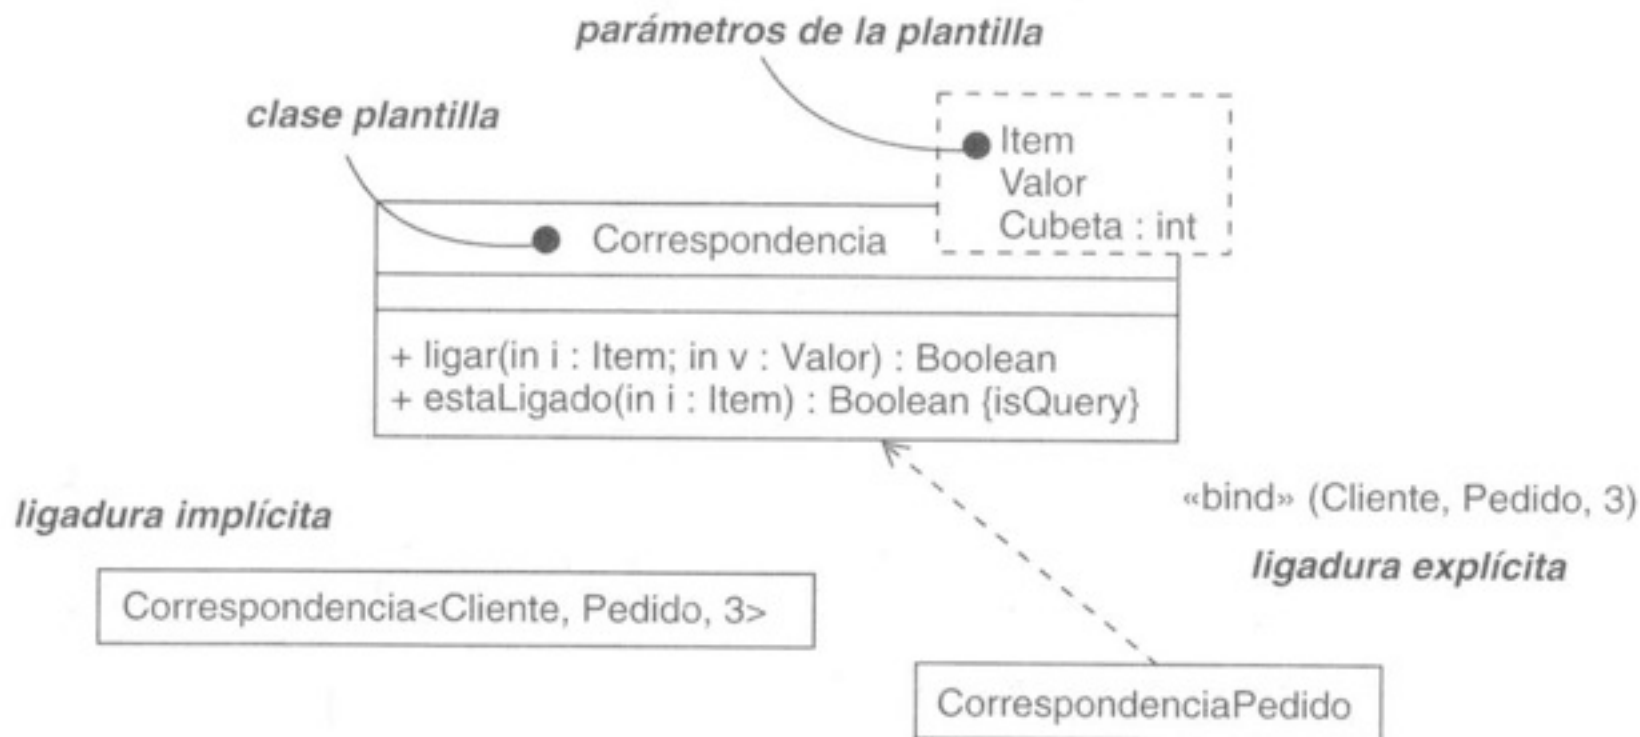 parámetros de la plantilla
clase plantilla
Item
Valor
Cubeta : int
Correspondencia
+ ligar(in i : Item; in v : Valor) : Boolean
+ estaLigado(in i : Item) : Boolean {isQuery}
ligadura implícita
«bind» (Cliente, Pedido, 3)
ligadura explícita
Correspondencia<Cliente, Pedido, 3>
CorrespondenciaPedido